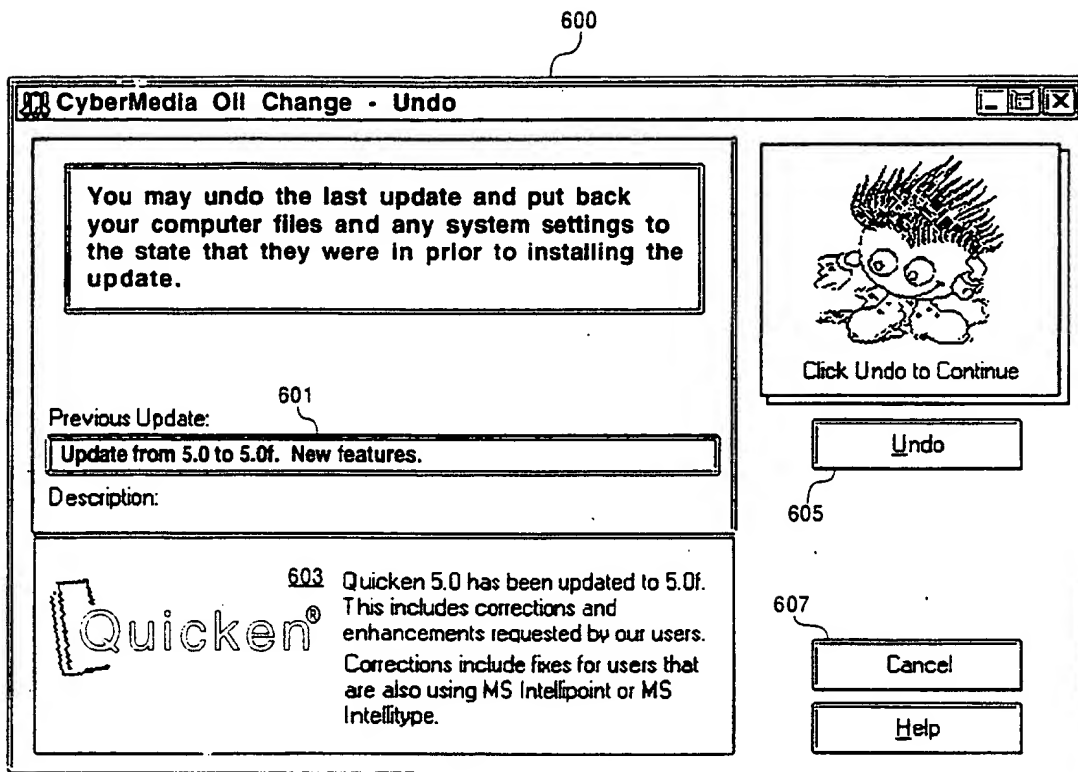 600
CyberMedia Oil Change - Undo
You may undo the last update and put back
your computer files and any system settings to
the state that they were in prior to installing the
update.
Click Undo to Continue
601
Previous Update:
Update from 5.0 to 5.0f. New features.
Undo
Description:
605
603
Quicken®
Quicken 5.0 has been updated to 5.0f.
This includes corrections and
enhancements requested by our users.
Corrections include fixes for users that
are also using MS Intellipoint or MS
Intellitype.
607
Cancel
Help